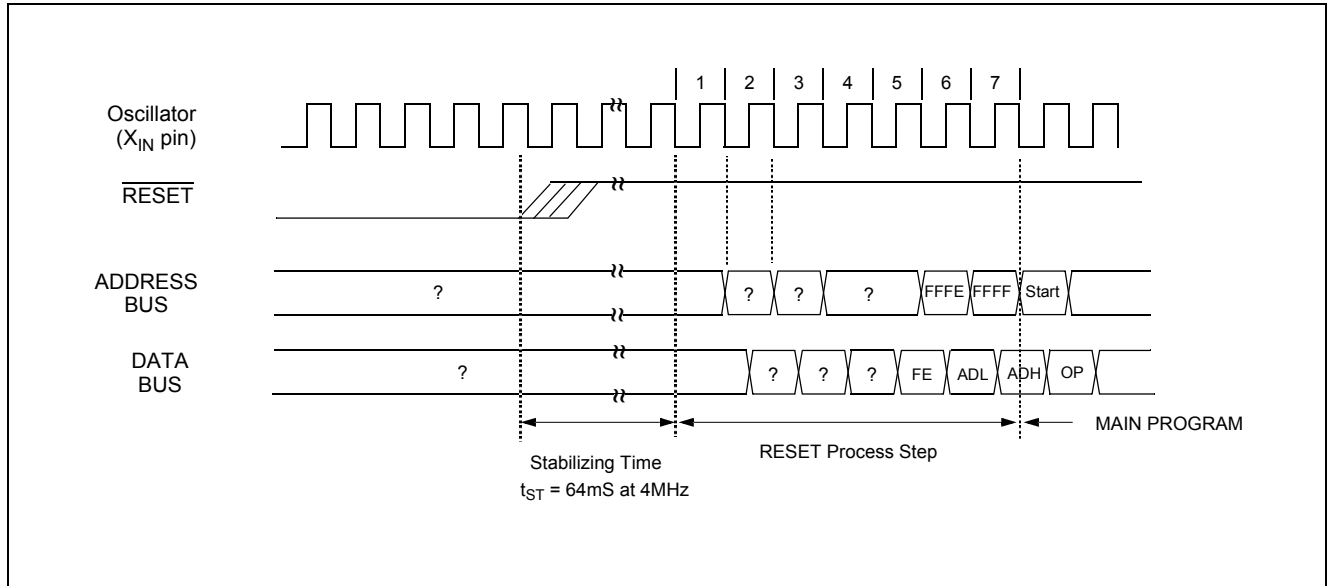 1 2 3 4 5 6 7
Oscillator
(XIN pin)
RESET
ADDRESS
BUS
? ? ? ? FFFE FFFF Start
DATA
BUS
? ? ? ? FE ADL ADH OP
MAIN PROGRAM
RESET Process Step
Stabilizing Time
tST = 64mS at 4MHz